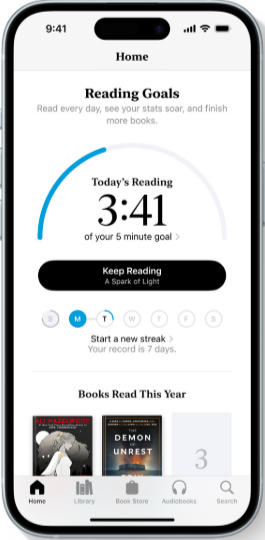 9:41
Home
Reading Goals
Read every day, see your stats soar, and finish
more books.
Today's Reading
3:41
of your 5 minute goal
Keep Reading
A Spark of Light
S M T W T F S
Start a new streak
Your record is 7 days.
Books Read This Year
THE
DEMON
OF
UNREST
3
Home Library Book Store Audiobooks Search